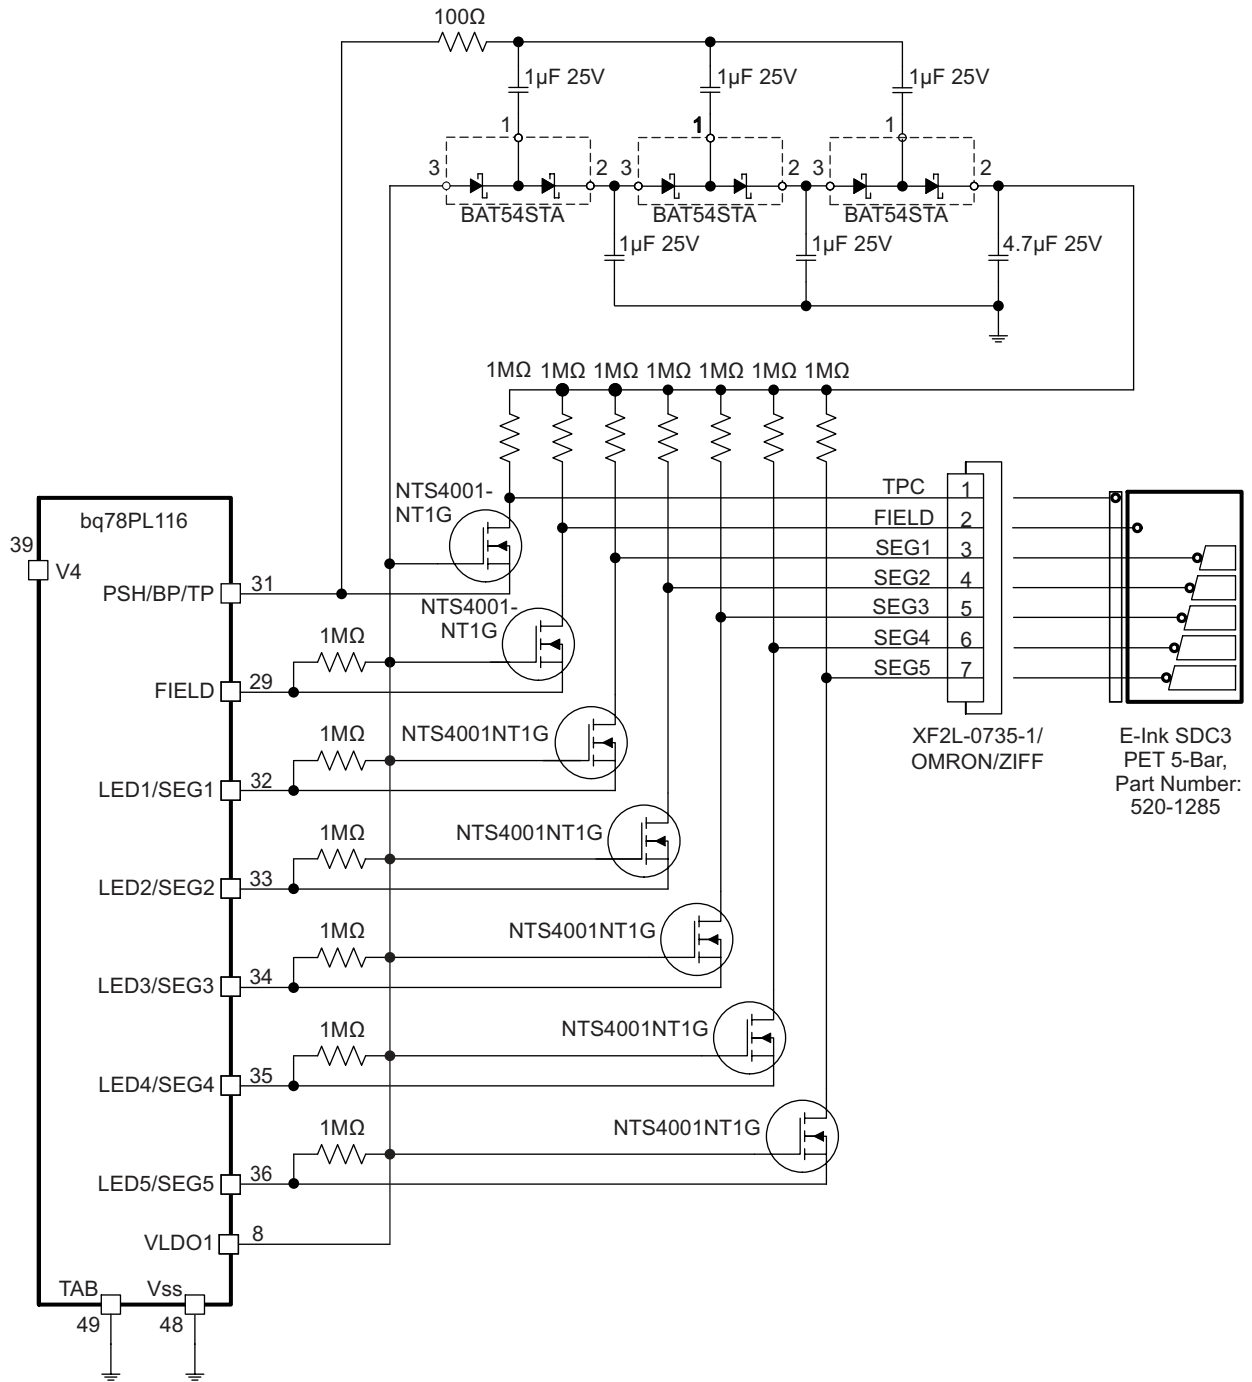 100Ω
1µF 25V
1µF 25V
1µF 25V
1
1
1
3
2
3
2
3
2
BAT54STA
BAT54STA
BAT54STA
1µF 25V
1µF 25V
4.7µF 25V
1MΩ
1MΩ
1MΩ
1MΩ
1MΩ
1MΩ
1MΩ
NTS4001-
NT1G
TPC
1
FIELD
2
SEG1
3
SEG2
4
SEG3
5
SEG4
6
SEG5
7
bq78PL116
39
V4
PSH/BP/TP
31
NTS4001-
NT1G
1MΩ
FIELD
29
NTS4001NT1G
XF2L-0735-1/
OMRON/ZIFF
E-Ink SDC3
PET 5-Bar,
Part Number:
520-1285
1MΩ
LED1/SEG1
32
NTS4001NT1G
1MΩ
LED2/SEG2
33
NTS4001NT1G
1MΩ
LED3/SEG3
34
NTS4001NT1G
1MΩ
LED4/SEG4
35
NTS4001NT1G
1MΩ
LED5/SEG5
36
VLDO1
8
TAB
Vss
49
48